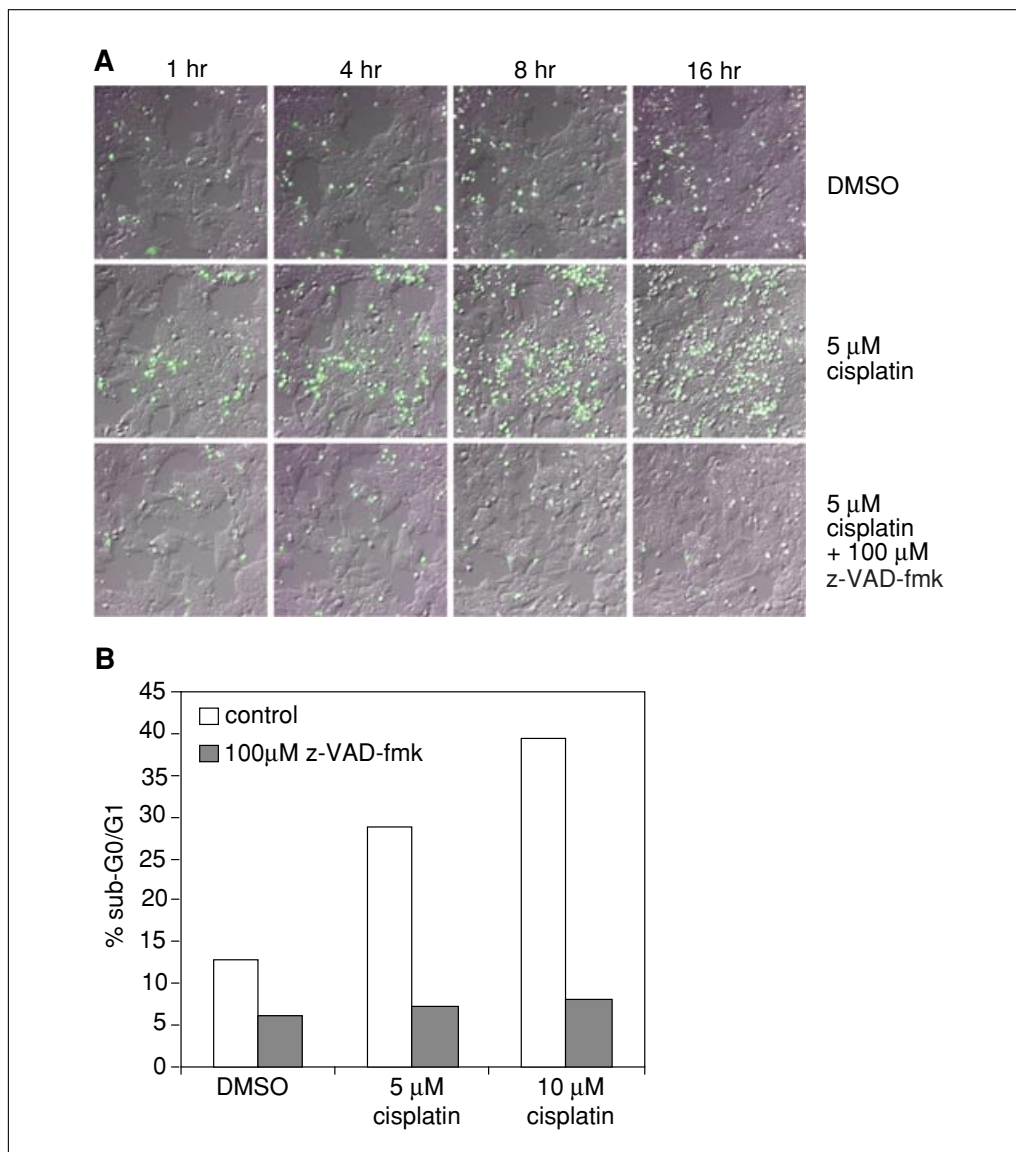 A
1 hr 4 hr 8 hr 16 hr
DMSO
5 μM
cisplatin
5 μM
cisplatin
+ 100 μM
z-VAD-fmk
B
45
40
35
30
25
20
15
10
5
0
% sub-G0/G1
control
100μM z-VAD-fmk
DMSO
5 μM
cisplatin
10 μM
cisplatin